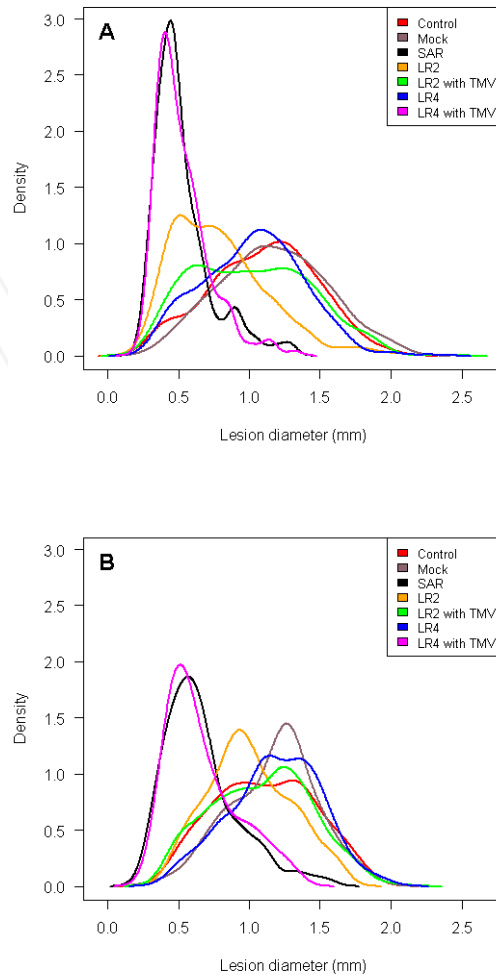 A
Control
Mock
SAR
LR2
LR2 with TMV
LR4
LR4 with TMV
3.0
2.5
2.0
1.5
1.0
0.5
0.0
Density
0.0 0.5 1.0 1.5 2.0 2.5
Lesion diameter (mm)
B
Control
Mock
SAR
LR2
LR2 with TMV
LR4
LR4 with TMV
3.0
2.5
2.0
1.5
1.0
0.5
0.0
Density
0.0 0.5 1.0 1.5 2.0 2.5
Lesion diameter (mm)